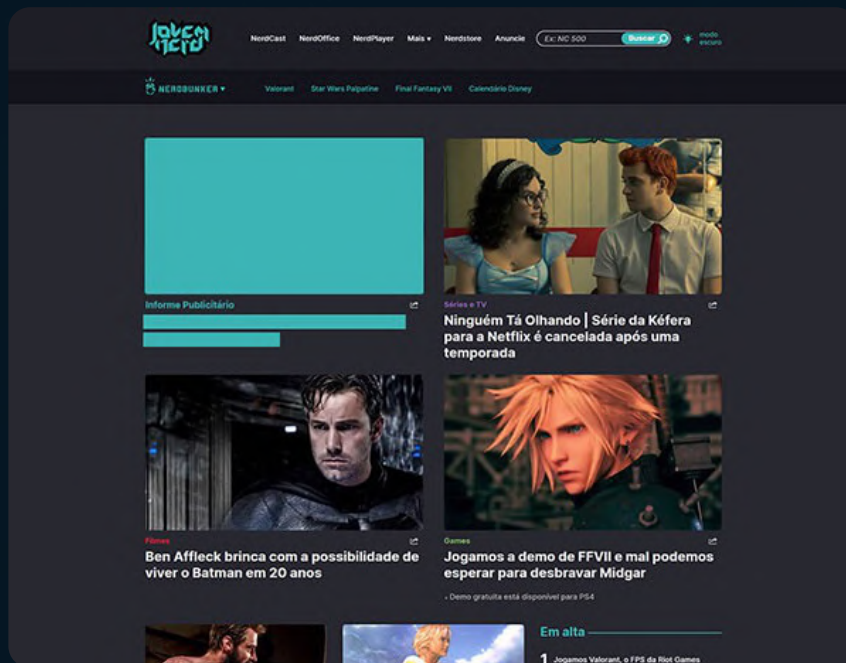 JOVEM
NERD
NerdCast NerdOffice NerdPlayer Mais ▾ Nerdstore Anuncie Ex: NC 500 Buscar modo escuro
NERDBUNKER ▾ Valorant Star Wars Palpatine Final Fantasy VII Calendário Disney
Informe Publicitário
Séries e TV
Ninguém Tá Olhando | Série da Kéfera
para a Netflix é cancelada após uma
temporada
Filmes
Ben Affleck brinca com a possibilidade de
viver o Batman em 20 anos
Games
Jogamos a demo de FFVII e mal podemos
esperar para desbravar Midgar
• Demo gratuita está disponível para PS4
Em alta
1 Jogamos Valorant, o FPS da Riot Games